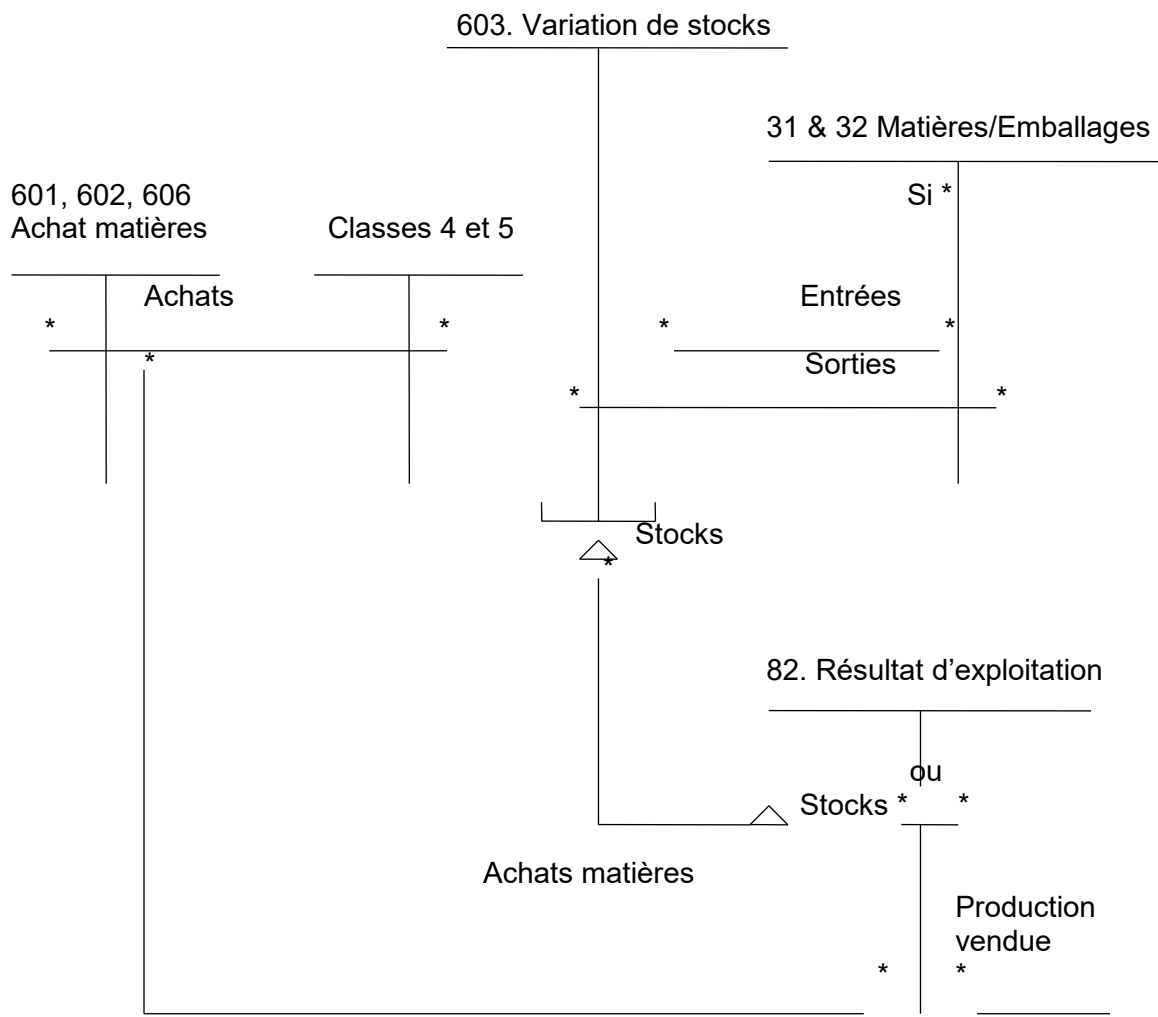 603. Variation de stocks
31 & 32 Matières/Emballages
Si *
601, 602, 606
Achat matières
Classes 4 et 5
Achats
Entrées
* * * *
*
Sorties
* *
Stocks
*
82. Résultat d’exploitation
ou
Stocks * *
Achats matières
Production
vendue
* *